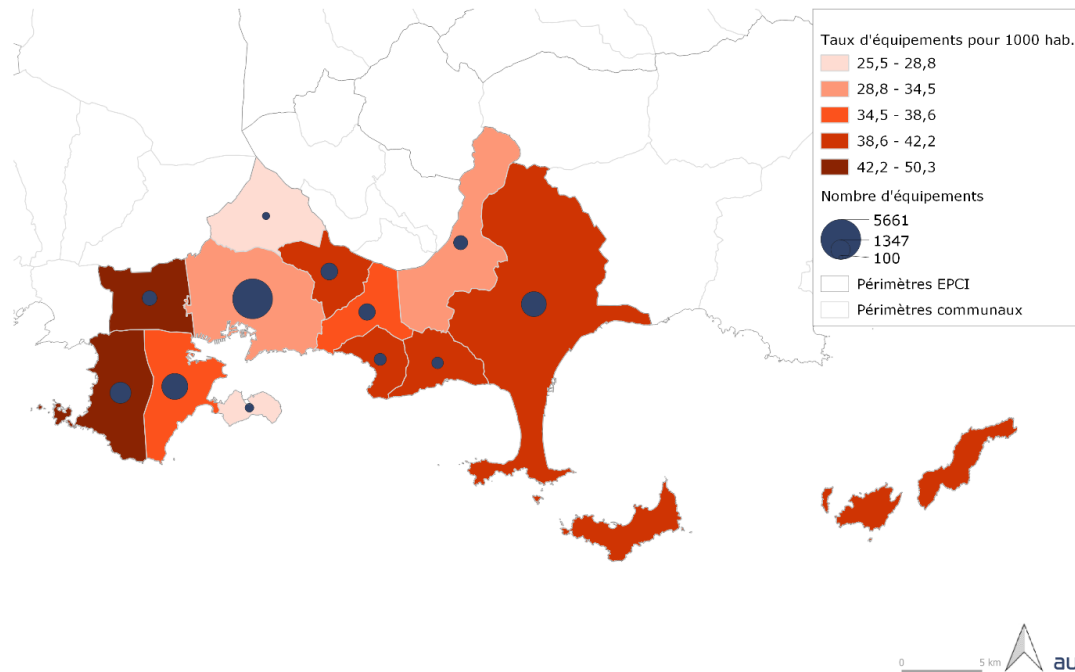 Taux d'équipements pour 1000 hab.
25,5 - 28,8
28,8 - 34,5
34,5 - 38,6
38,6 - 42,2
42,2 - 50,3
Nombre d'équipements
5661
1347
100
Périmètres EPCI
Périmètres communaux
0 5 km
au